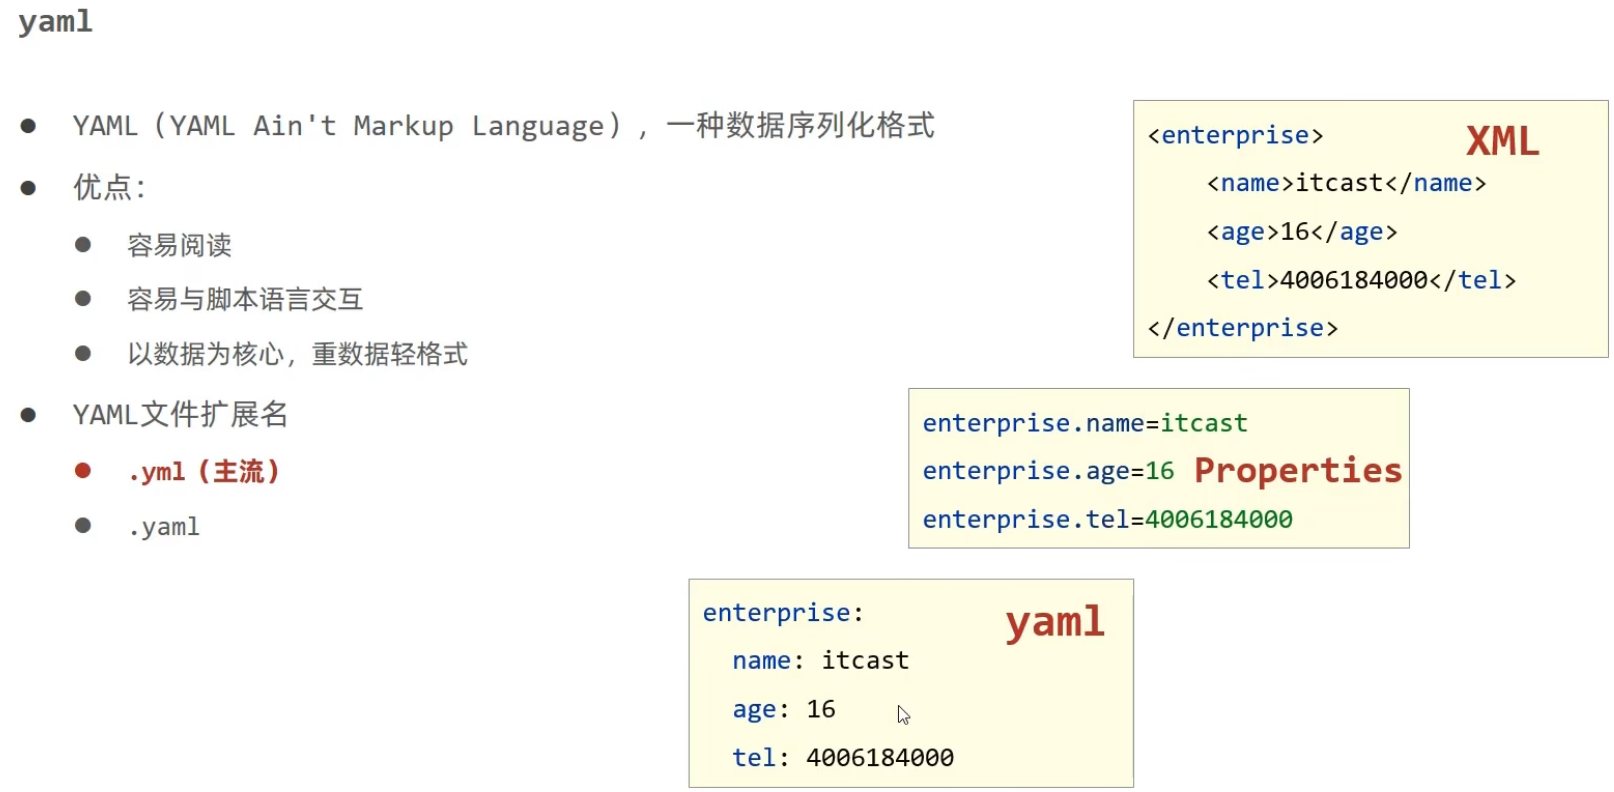 yaml
YAML（YAML Ain't Markup Language），一种数据序列化格式
优点：
容易阅读
容易与脚本语言交互
以数据为核心，重数据轻格式
YAML文件扩展名
.yml（主流）
.yaml
<enterprise>
XML
<name>itcast</name>
<age>16</age>
<tel>4006184000</tel>
</enterprise>
enterprise.name=itcast
enterprise.age=16
Properties
enterprise.tel=4006184000
enterprise:
yaml
name: itcast
age: 16
tel: 4006184000